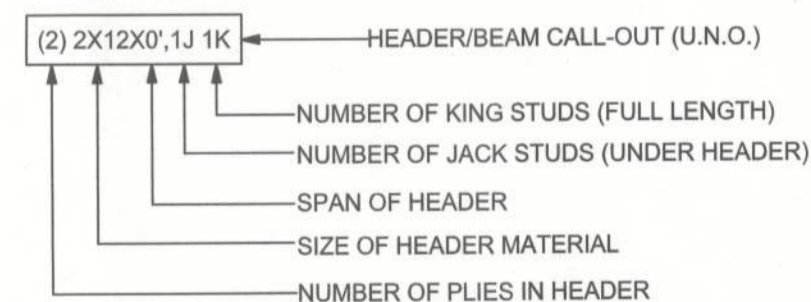 (2) 2X12X0',1J 1K
HEADER/BEAM CALL-OUT (U.N.O.)
NUMBER OF KING STUDS (FULL LENGTH)
NUMBER OF JACK STUDS (UNDER HEADER)
SPAN OF HEADER
SIZE OF HEADER MATERIAL
NUMBER OF PLIES IN HEADER